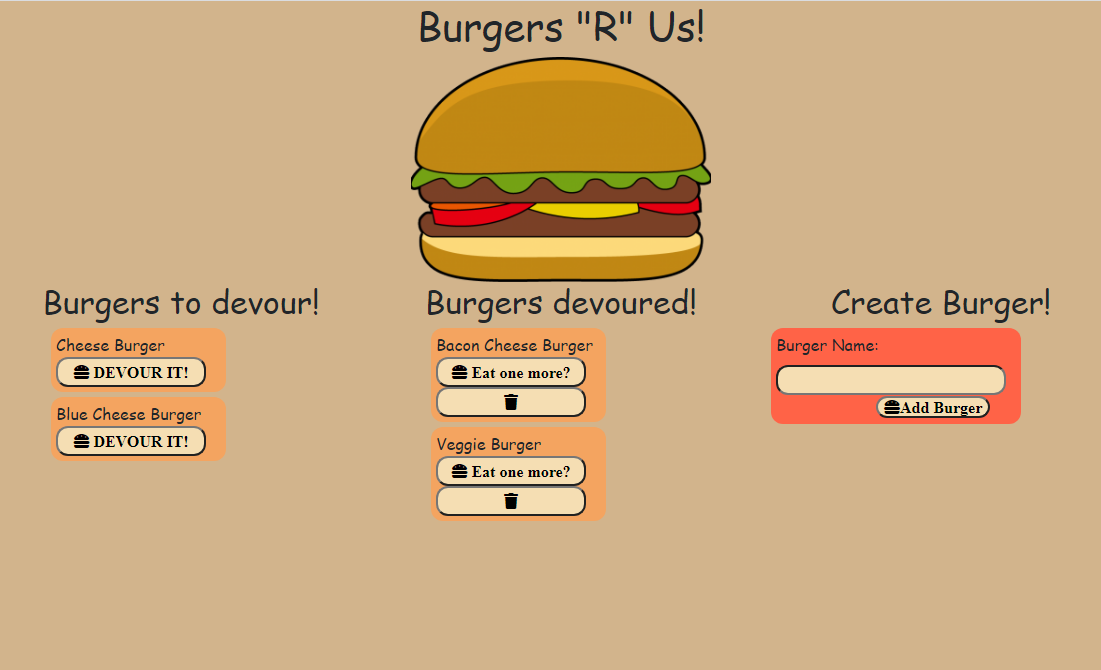 Burgers "R" Us!
Burgers to devour!
Cheese Burger
DEVOUR IT!
Blue Cheese Burger
DEVOUR IT!
Burgers devoured!
Bacon Cheese Burger
Eat one more?
Veggie Burger
Eat one more?
Create Burger!
Burger Name:
Add Burger